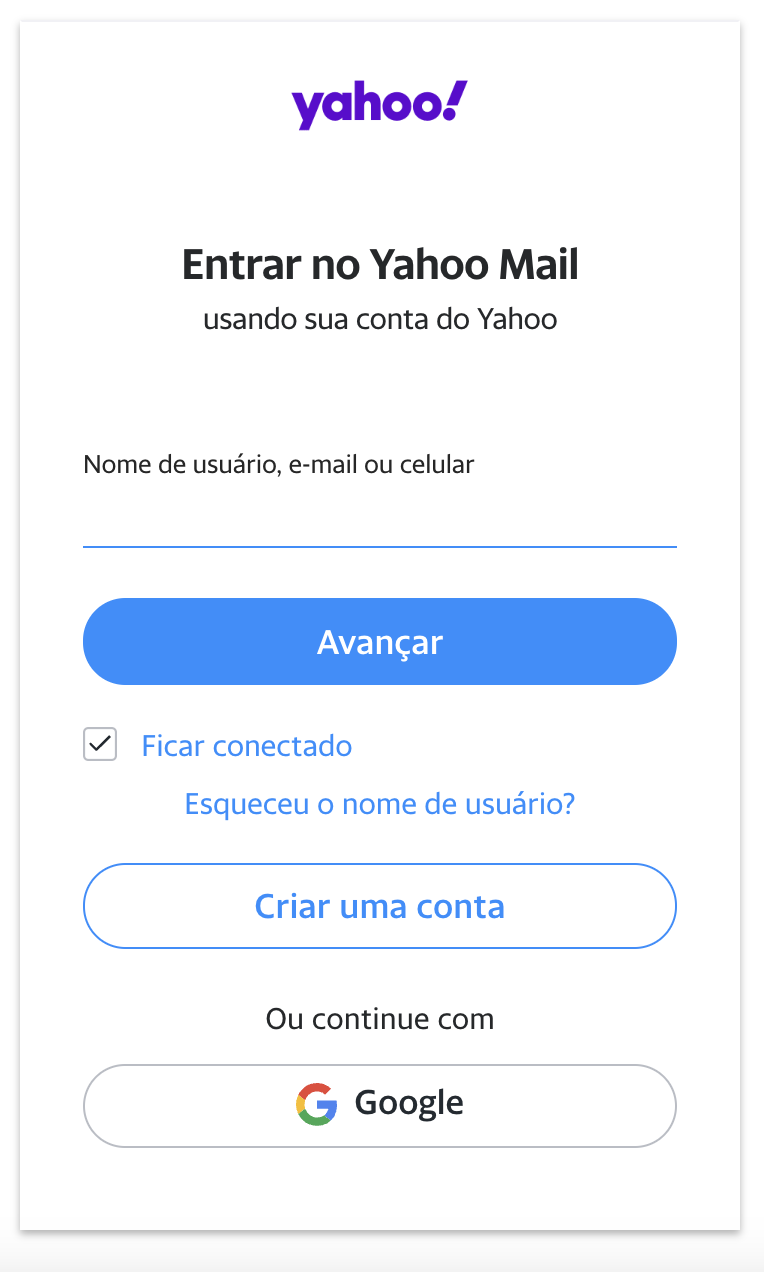 yahoo!
Entrar no Yahoo Mail
usando sua conta do Yahoo
Nome de usuário, e-mail ou celular
Avançar
Ficar conectado
Esqueceu o nome de usuário?
Criar uma conta
Ou continue com
Google